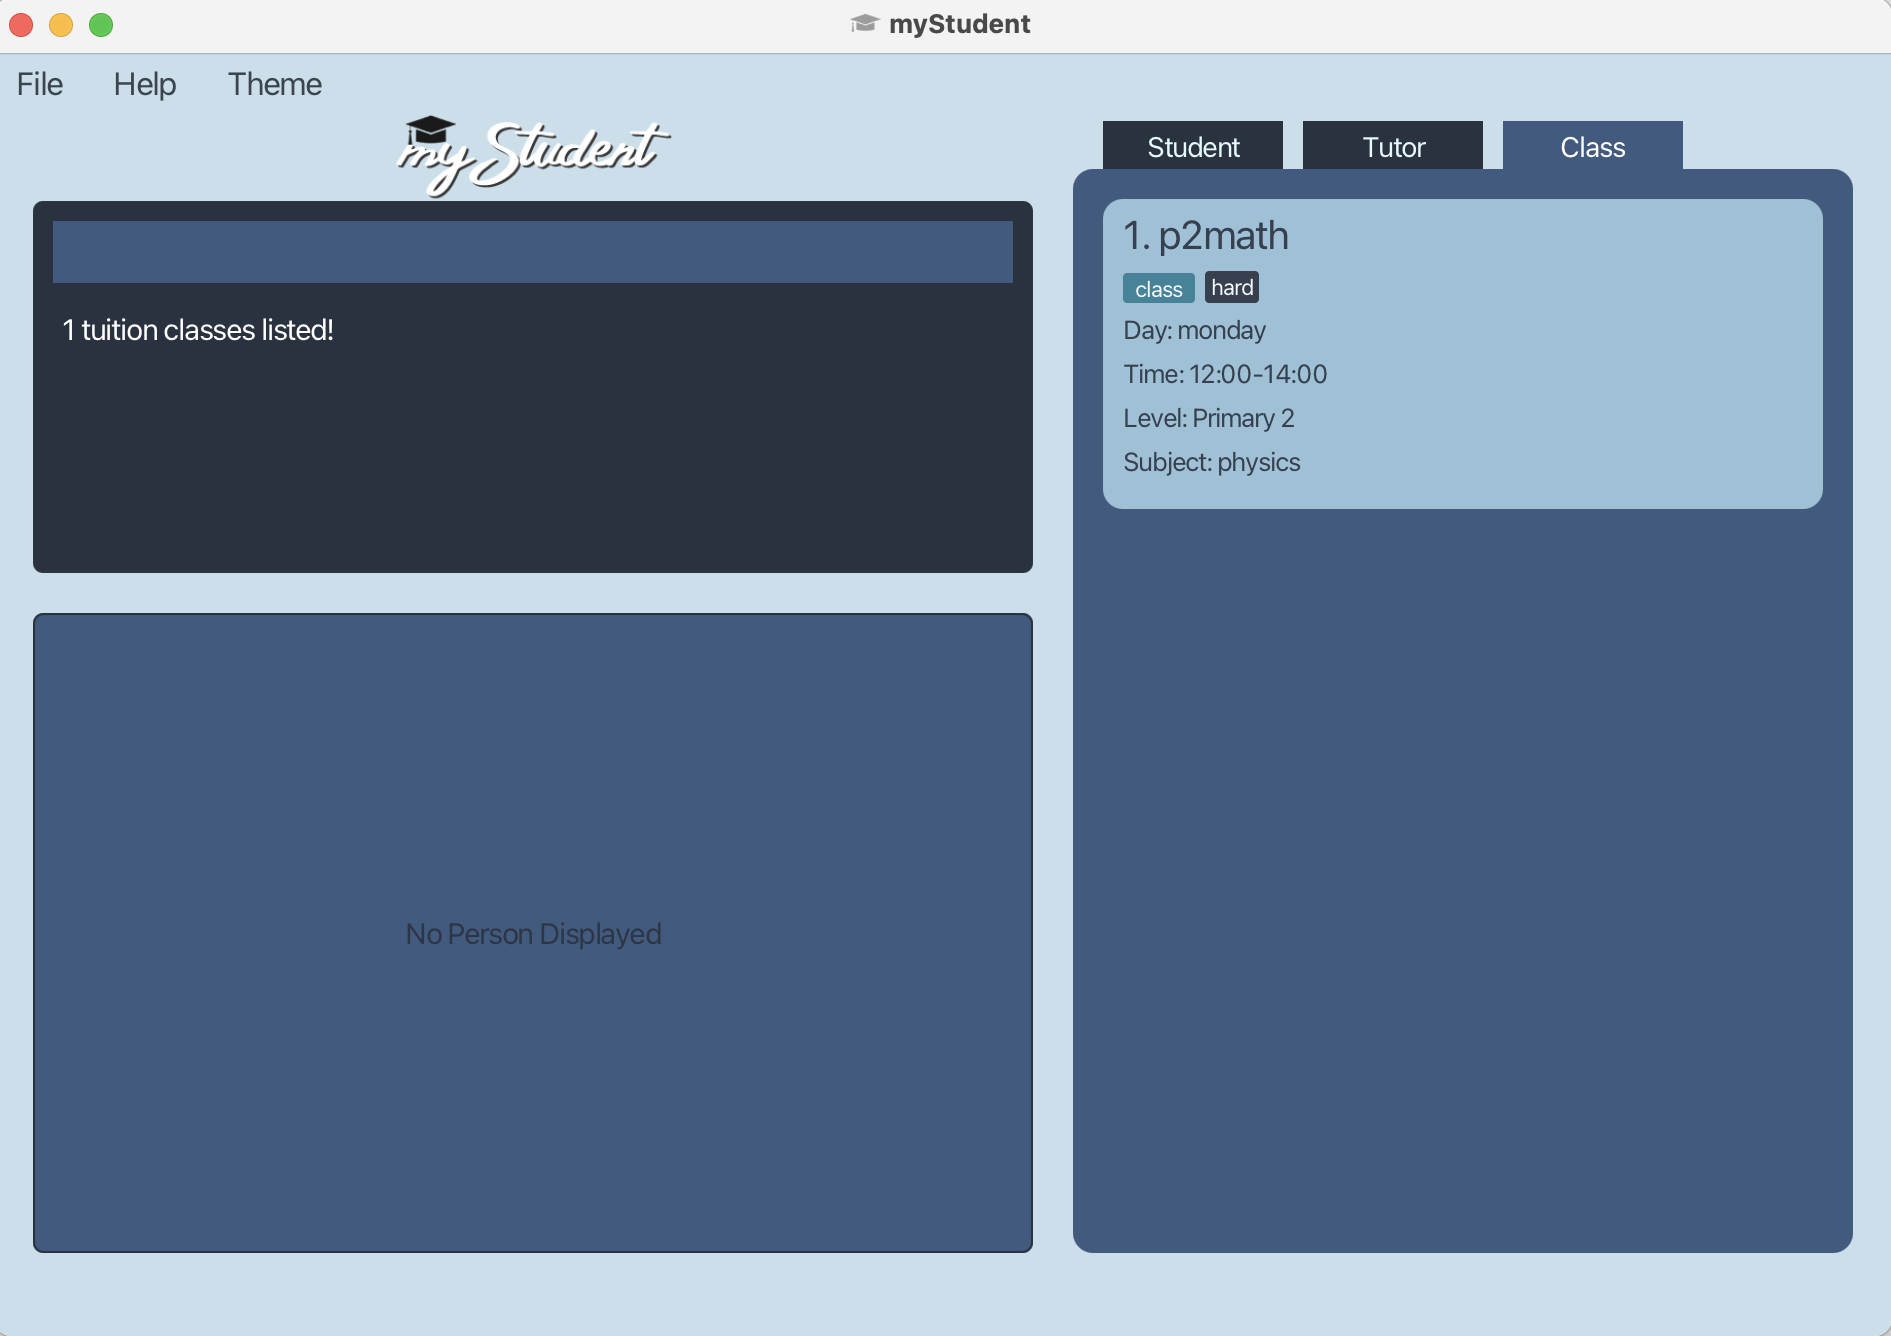 myStudent
File Help Theme
myStudent
Student Tutor Class
1 tuition classes listed!
No Person Displayed
1. p2math
class hard
Day: monday
Time: 12:00-14:00
Level: Primary 2
Subject: physics